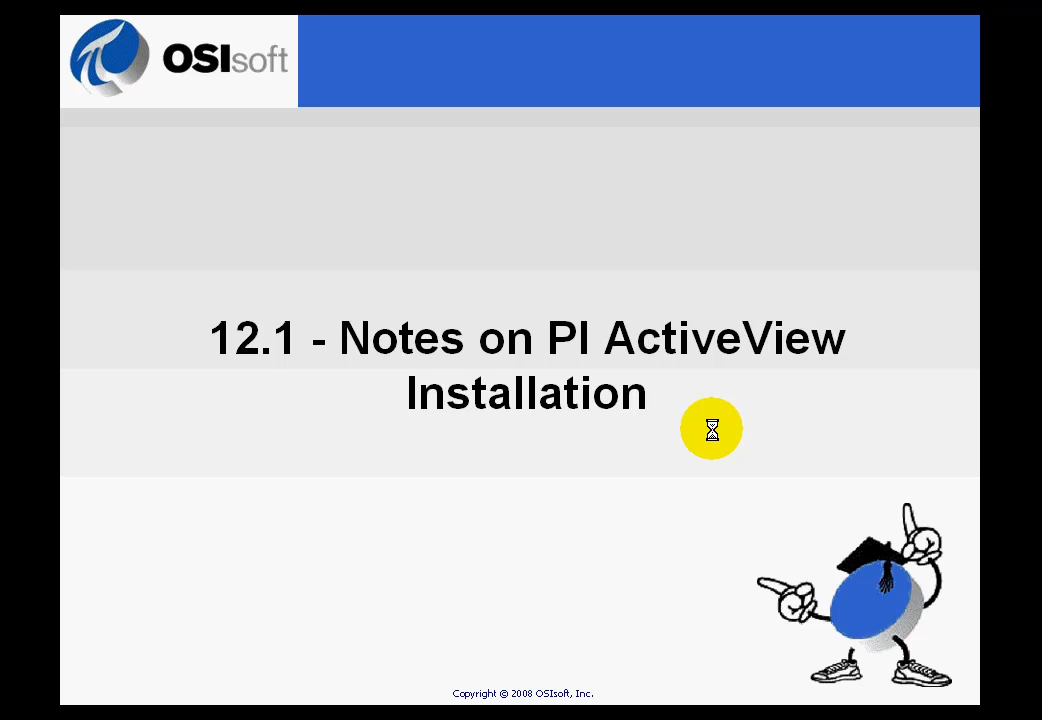 OSIsoft
12.1 - Notes on PI ActiveView
Installation
Copyright © 2008 OSIsoft, Inc.